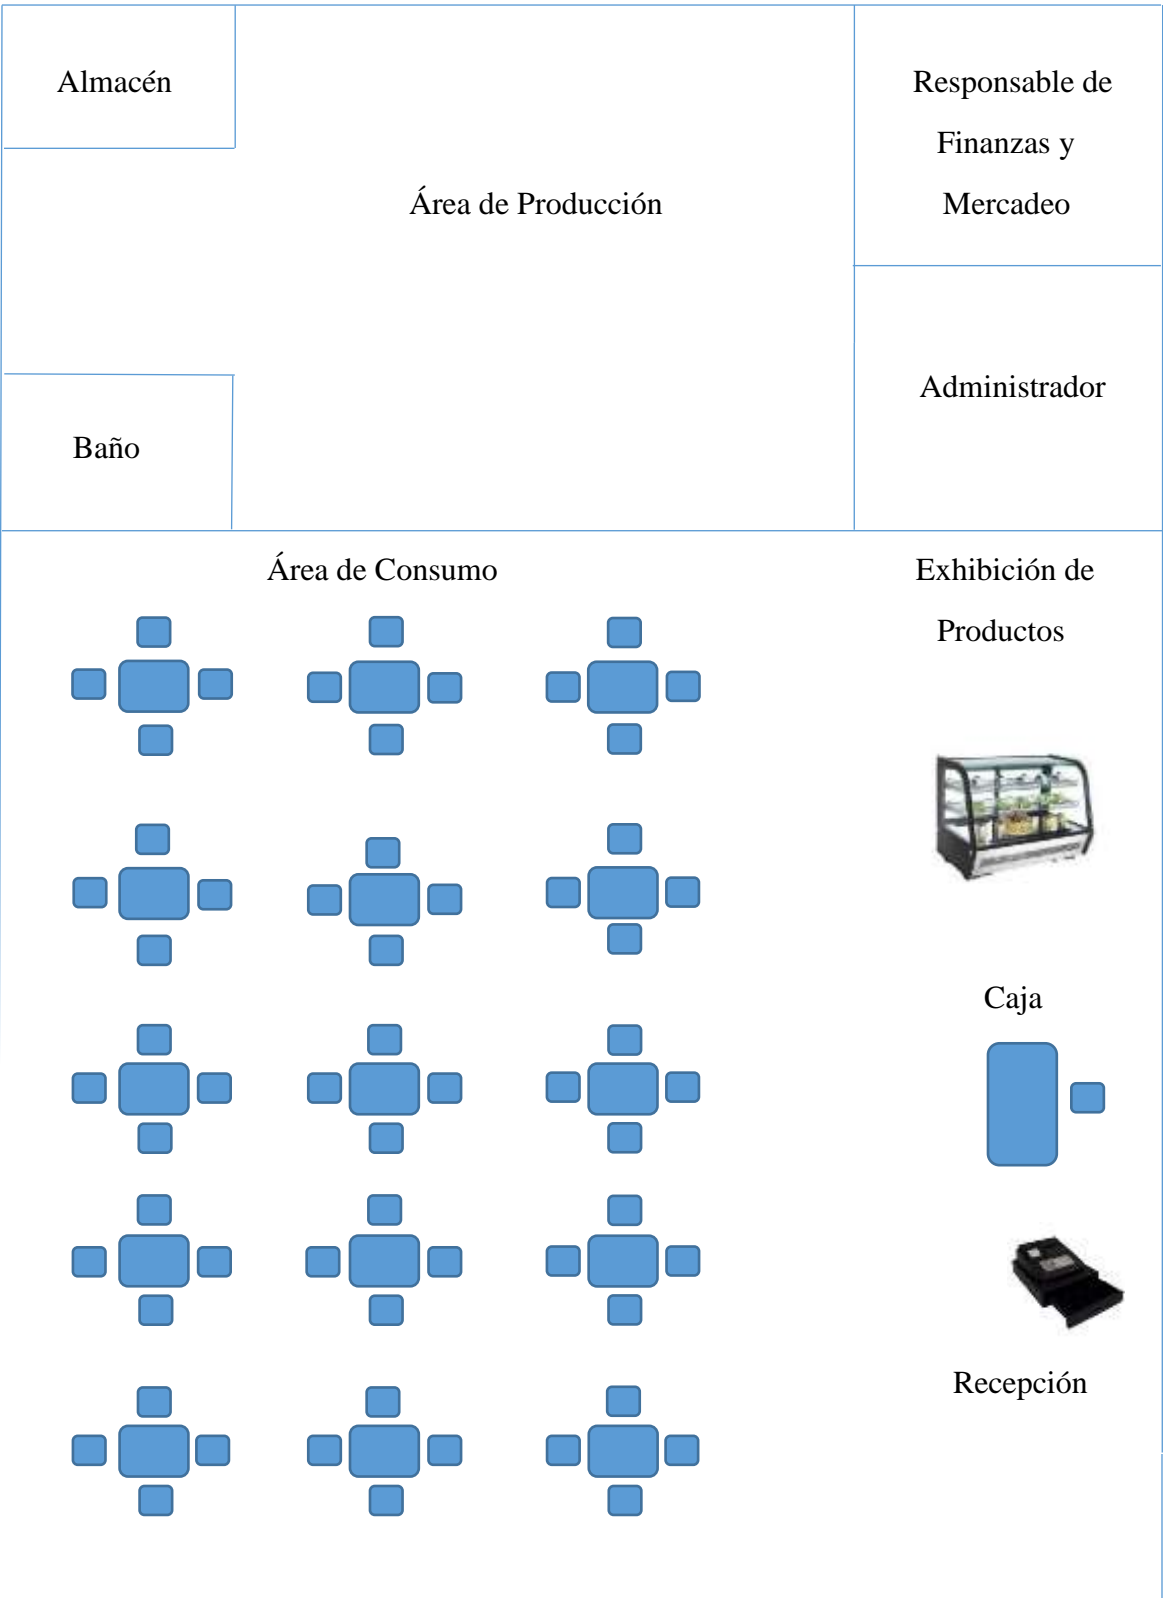 Almacén
Responsable de
Finanzas y
Mercadeo
Área de Producción
Administrador
Baño
Área de Consumo
Exhibición de
Productos
Caja
Recepción